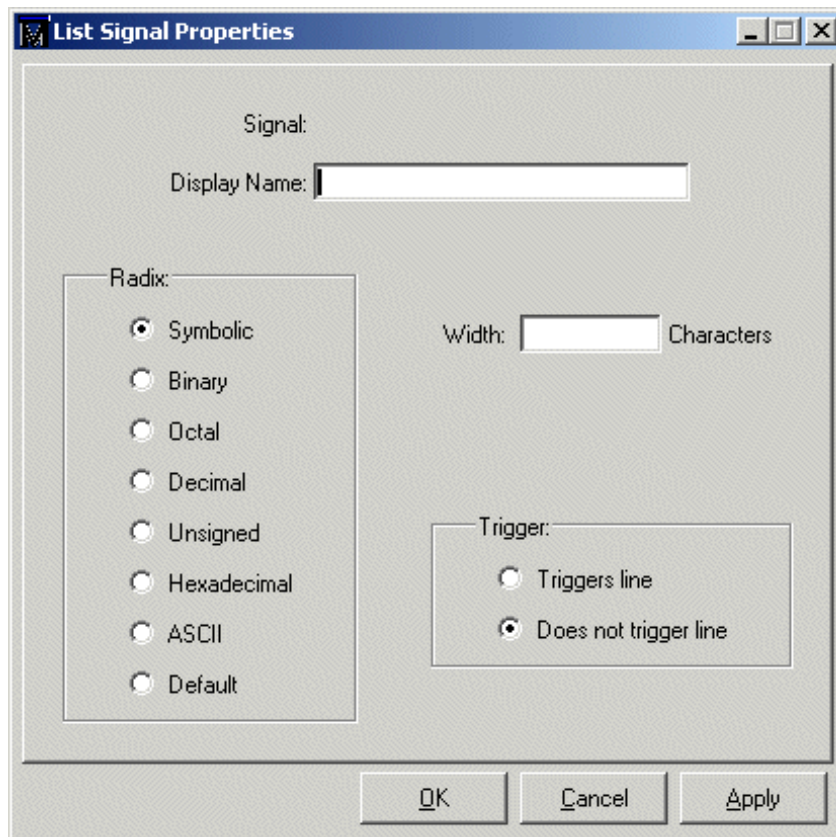 List Signal Properties
Signal:
Display Name:
Radix:
Symbolic
Binary
Octal
Decimal
Unsigned
Hexadecimal
ASCII
Default
Width: Characters
Trigger:
Triggers line
Does not trigger line
OK Cancel Apply